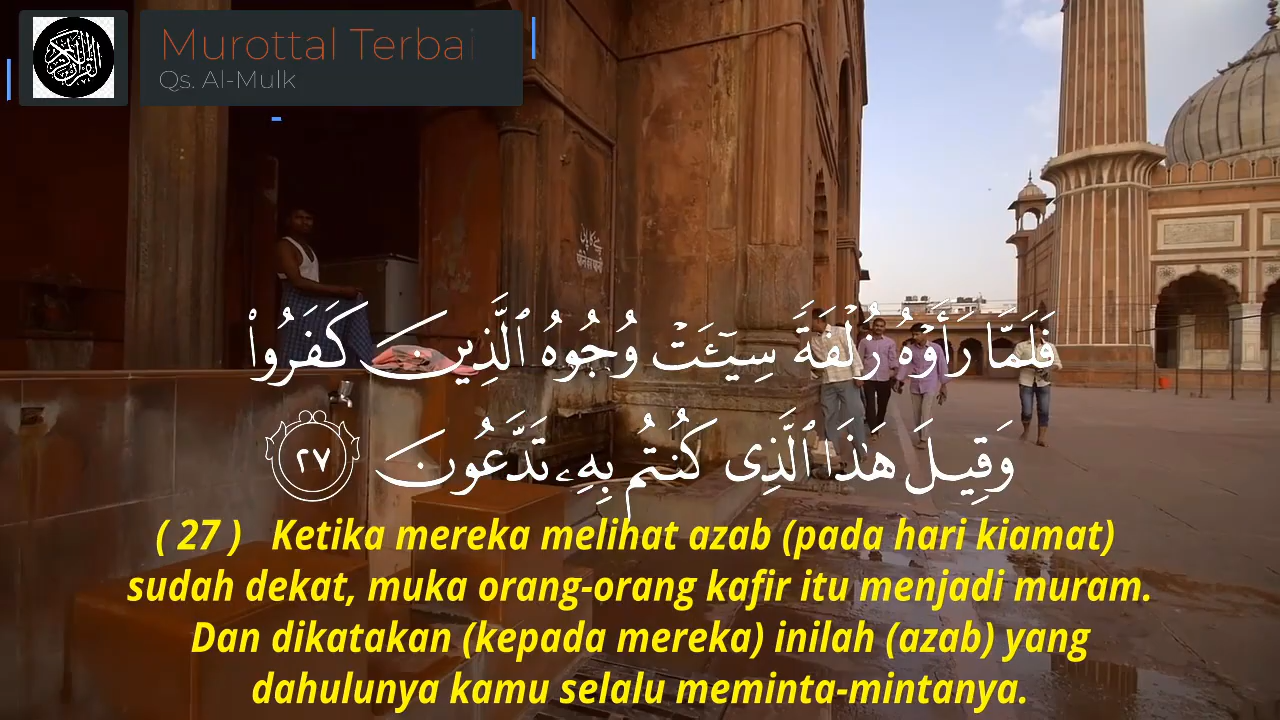 Murottal Terbai
Qs. Al-Mulk
فَلَمَّا رَأَوْهُ زُلْفَةً سِيٓـَٔتْ وُجُوهُ ٱلَّذِينَ كَفَرُوا۟
وَقِيلَ هَـٰذَا ٱلَّذِى كُنتُم بِهِۦ تَدَّعُونَ ٢٧
( 27 ) Ketika mereka melihat azab (pada hari kiamat)
sudah dekat, muka orang-orang kafir itu menjadi muram.
Dan dikatakan (kepada mereka) inilah (azab) yang
dahulunya kamu selalu meminta-mintanya.